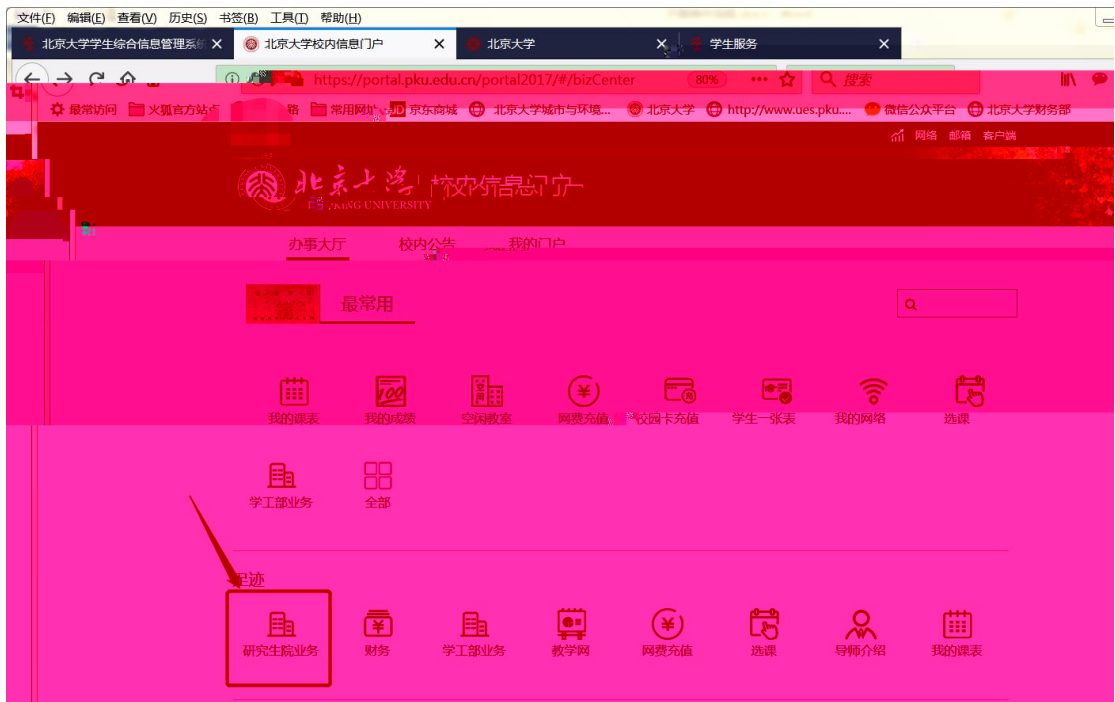 文件(F) 编辑(E) 查看(V) 历史(S) 书签(B) 工具(T) 帮助(H)
北京大学学生综合信息管理系统 北京大学校内信息门户 北京大学 学生服务
https://portal.pku.edu.cn/portal2017/#/bizCenter 80% 搜索
最常访问 火狐官方站点 路 常用网址 JD 京东商城 北京大学城市与环境... 北京大学 http://www.ues.pku.... 微信公众平台 北京大学财务部
网络 邮箱 客户端
北京大学 校内信息门户
PEKING UNIVERSITY
办事大厅 校内公告 我的门户
最常用
我的课表 我的成绩 空闲教室 网费充值 校园卡充值 学生一张表 我的网络 选课
学工部业务 全部
足迹
研究生院业务 财务 学工部业务 教学网 网费充值 选课 导师介绍 我的课表